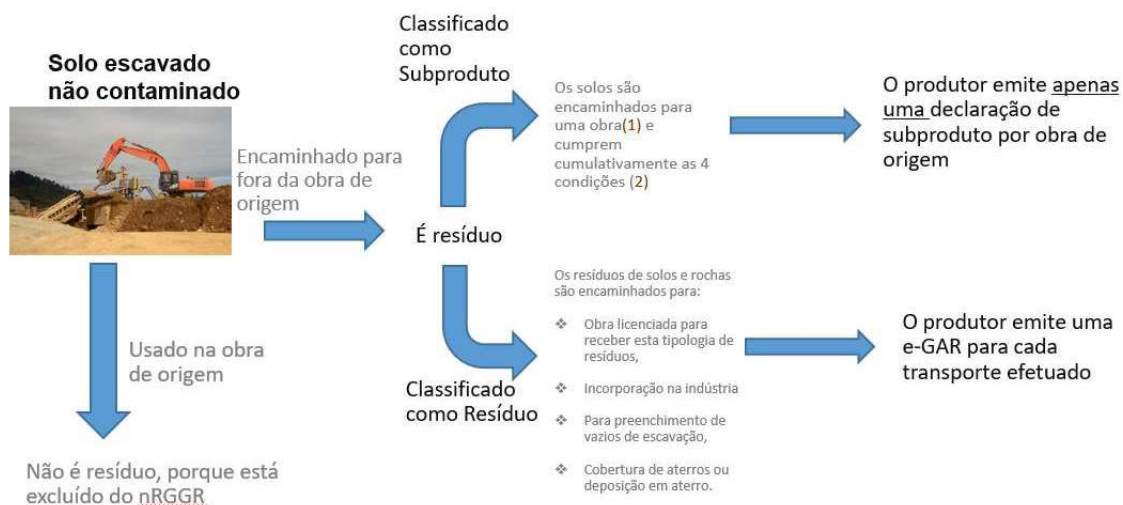 Solo escavado
não contaminado
Encaminhado para
fora da obra de
origem
Usado na obra
de origem
Não é resíduo, porque está
excluído do nRGGR
É resíduo
Classificado
como
Subproduto
Os solos são
encaminhados para
uma obra(1) e
cumprem
cumulativamente as 4
condições (2)
O produtor emite apenas
uma declaração de
subproduto por obra de
origem
Classificado
como Resíduo
Os resíduos de solos e rochas
são encaminhados para:
❖ Obra licenciada para
receber esta tipologia de
resíduos,
❖ Incorporação na indústria
❖ Para preenchimento de
vazios de escavação,
❖ Cobertura de aterros ou
deposição em aterro.
O produtor emite uma
e-GAR para cada
transporte efetuado